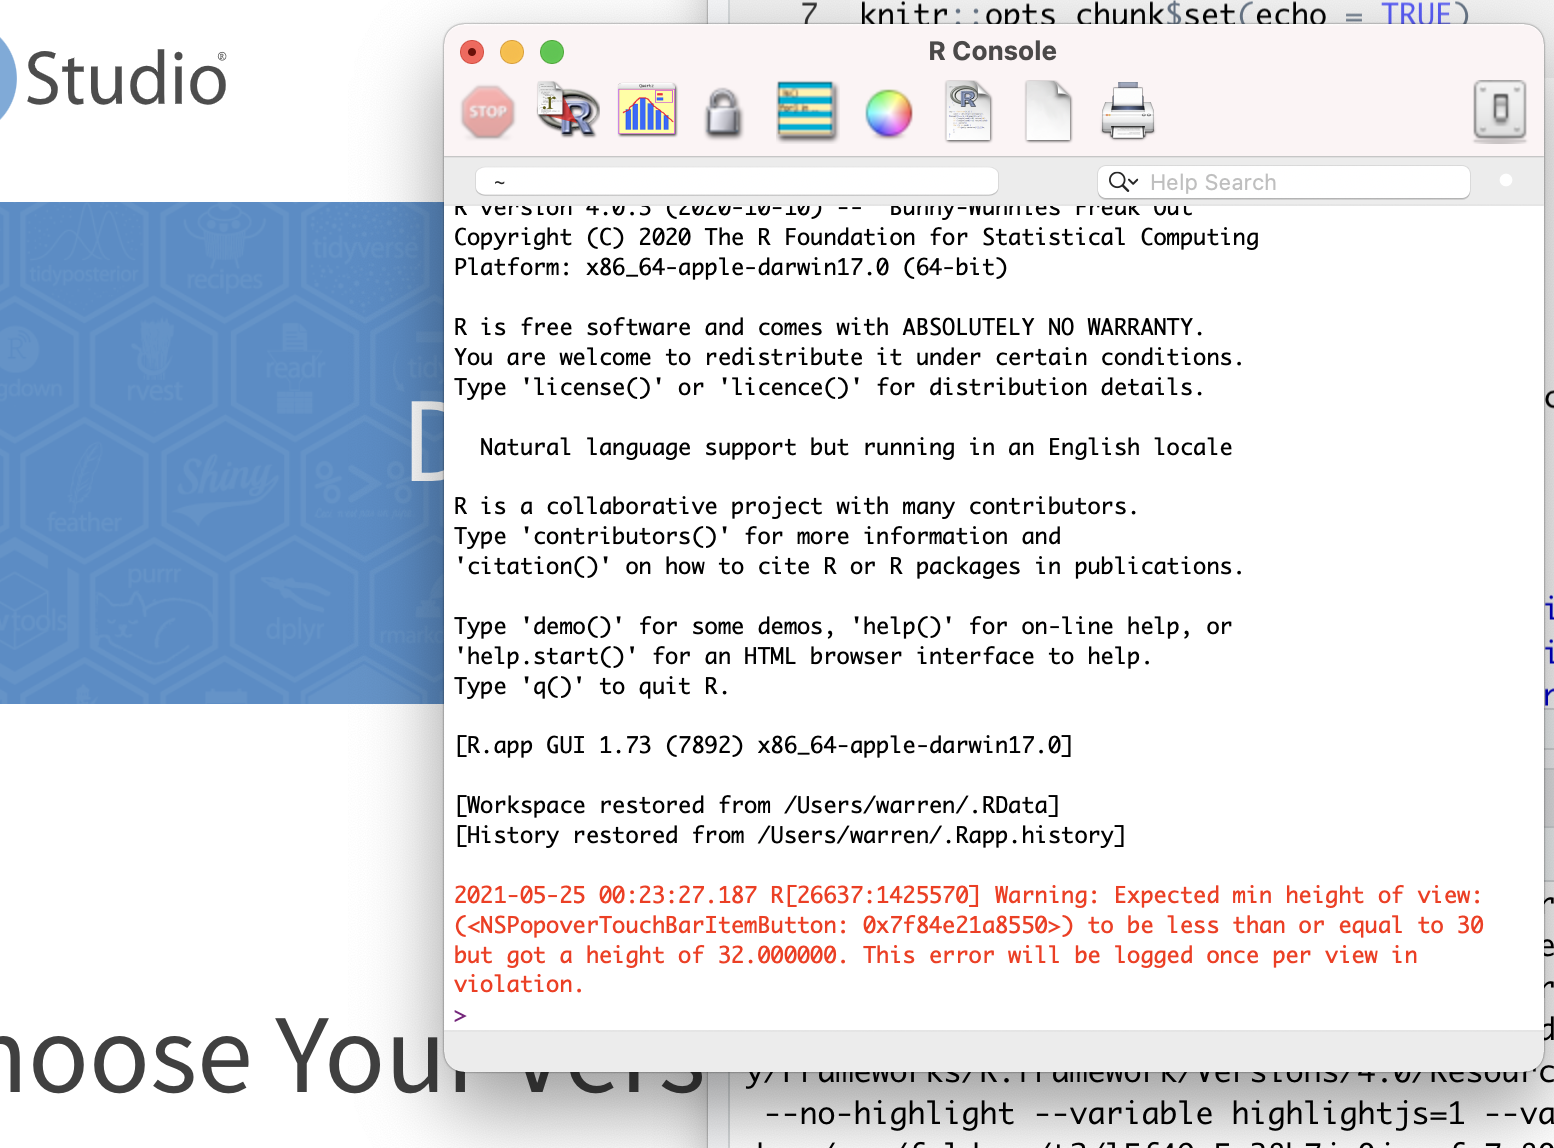 7 knitr::opts_chunk$set(echo = TRUE)
Studio®
R Console
STOP
~
Help Search
R version 4.0.3 (2020-10-10) -- "Bunny-Wunnies Freak Out"
Copyright (C) 2020 The R Foundation for Statistical Computing
Platform: x86_64-apple-darwin17.0 (64-bit)
R is free software and comes with ABSOLUTELY NO WARRANTY.
You are welcome to redistribute it under certain conditions.
Type 'license()' or 'licence()' for distribution details.
Natural language support but running in an English locale
R is a collaborative project with many contributors.
Type 'contributors()' for more information and
'citation()' on how to cite R or R packages in publications.
Type 'demo()' for some demos, 'help()' for on-line help, or
'help.start()' for an HTML browser interface to help.
Type 'q()' to quit R.
[R.app GUI 1.73 (7892) x86_64-apple-darwin17.0]
[Workspace restored from /Users/warren/.RData]
[History restored from /Users/warren/.Rapp.history]
2021-05-25 00:23:27.187 R[26637:1425570] Warning: Expected min height of view:
(<NSPopoverTouchBarItemButton: 0x7f84e21a8550>) to be less than or equal to 30
but got a height of 32.000000. This error will be logged once per view in
violation.
>
tidyposterior
recipes
tidyverse
gdown
rvest
readr
tid
D
feather
Shiny
%>%
vtools
purrr
dplyr
rmark
hoose Your Vers
y/Frameworks/R.framework/Versions/4.0/Resourc
--no-highlight --variable highlightjs=1 --va